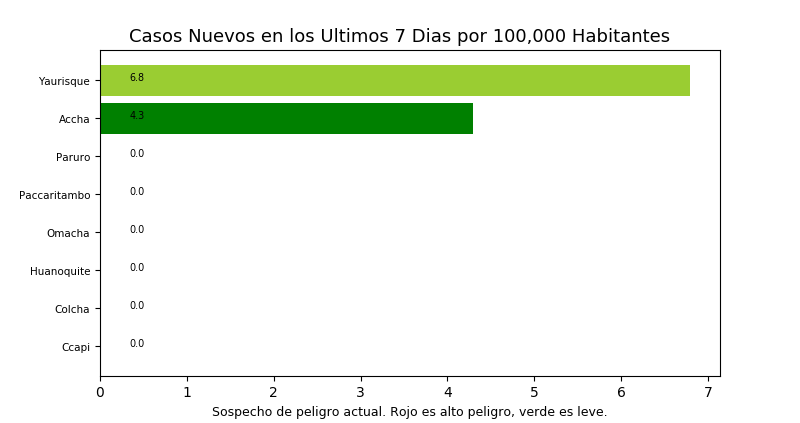 Casos Nuevos en los Ultimos 7 Dias por 100,000 Habitantes
Yaurisque 6.8
Accha 4.3
Paruro 0.0
Paccaritambo 0.0
Omacha 0.0
Huanoquite 0.0
Colcha 0.0
Ccapi 0.0
0 1 2 3 4 5 6 7
Sospecho de peligro actual. Rojo es alto peligro, verde es leve.